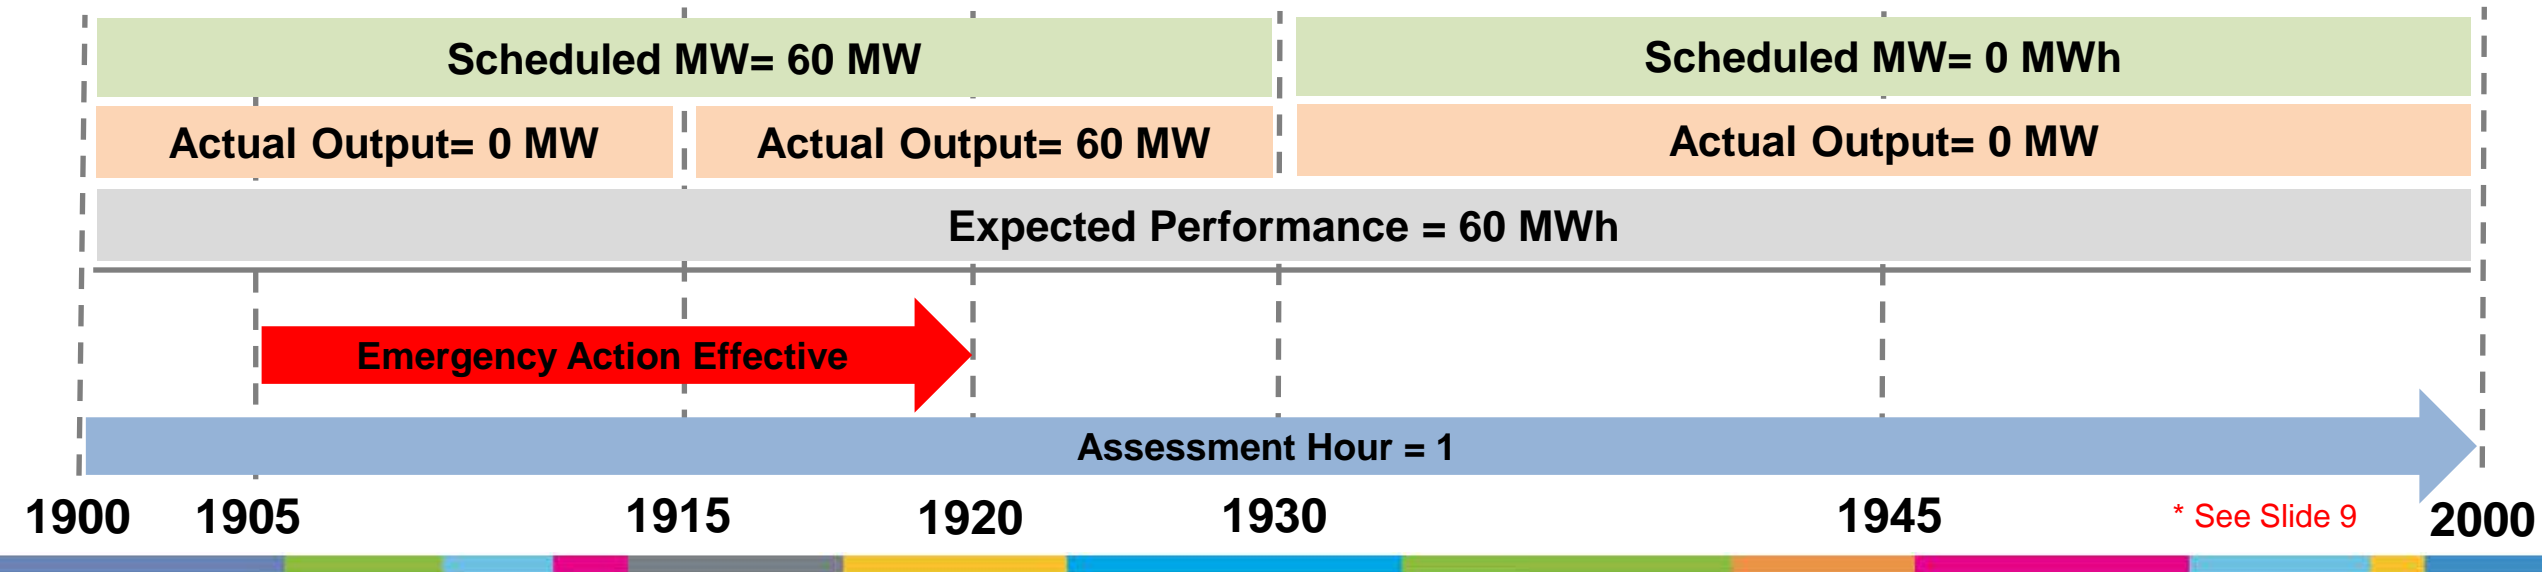 Scheduled MW= 60 MW
Scheduled MW= 0 MWh
Actual Output= 0 MW
Actual Output= 60 MW
Actual Output= 0 MW
Expected Performance = 60 MWh
Emergency Action Effective
Assessment Hour = 1
1900 1905 1915 1920 1930 1945 2000
* See Slide 9